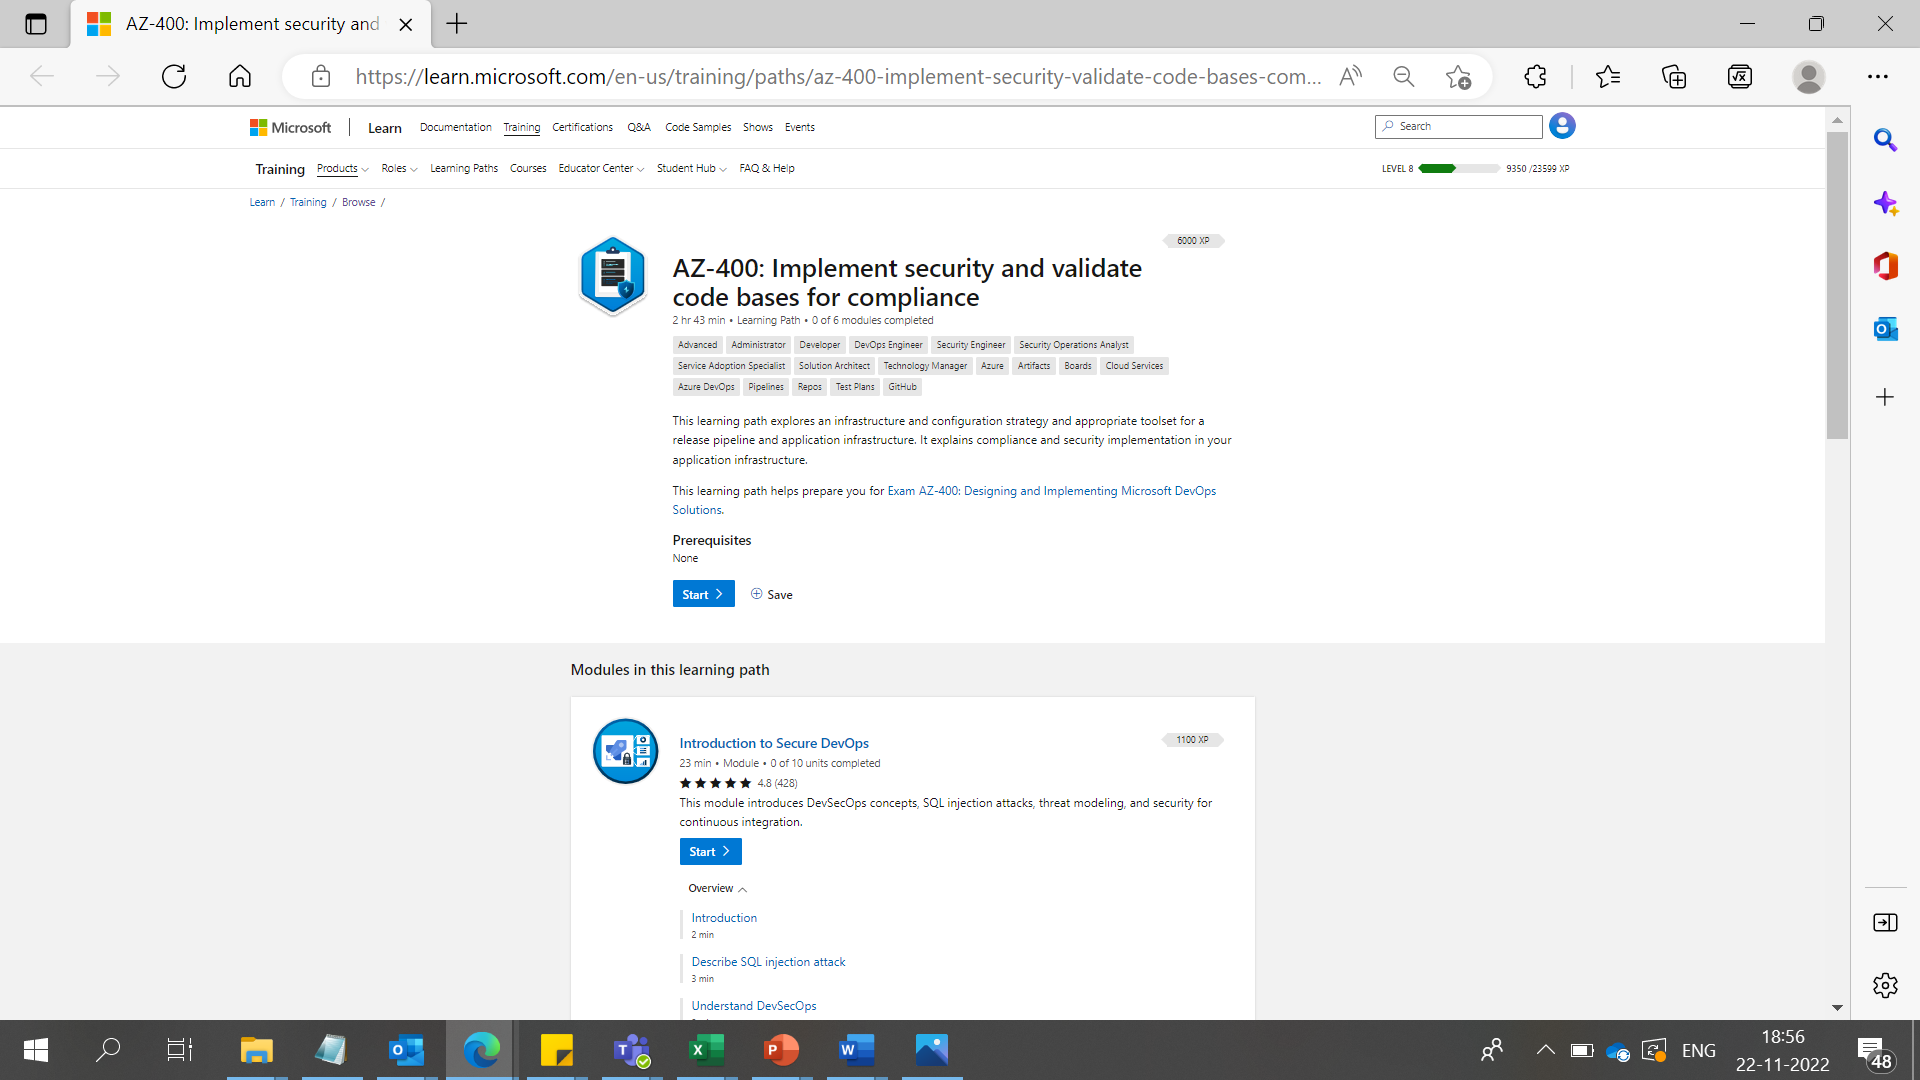 AZ-400: Implement security and
https://learn.microsoft.com/en-us/training/paths/az-400-implement-security-validate-code-bases-com...
Microsoft Learn Documentation Training Certifications Q&A Code Samples Shows Events Search
Training Products Roles Learning Paths Courses Educator Center Student Hub FAQ & Help LEVEL 8 9350 /23599 XP
Learn / Training / Browse /
6000 XP
AZ-400: Implement security and validate
code bases for compliance
2 hr 43 min • Learning Path • 0 of 6 modules completed
Advanced Administrator Developer DevOps Engineer Security Engineer Security Operations Analyst
Service Adoption Specialist Solution Architect Technology Manager Azure Artifacts Boards Cloud Services
Azure DevOps Pipelines Repos Test Plans GitHub
This learning path explores an infrastructure and configuration strategy and appropriate toolset for a
release pipeline and application infrastructure. It explains compliance and security implementation in your
application infrastructure.
This learning path helps prepare you for Exam AZ-400: Designing and Implementing Microsoft DevOps
Solutions.
Prerequisites
None
Start Save
Modules in this learning path
1100 XP
Introduction to Secure DevOps
23 min • Module • 0 of 10 units completed
4.8 (428)
This module introduces DevSecOps concepts, SQL injection attacks, threat modeling, and security for
continuous integration.
Start
Overview
Introduction
2 min
Describe SQL injection attack
3 min
Understand DevSecOps
ENG
18:56
22-11-2022
48